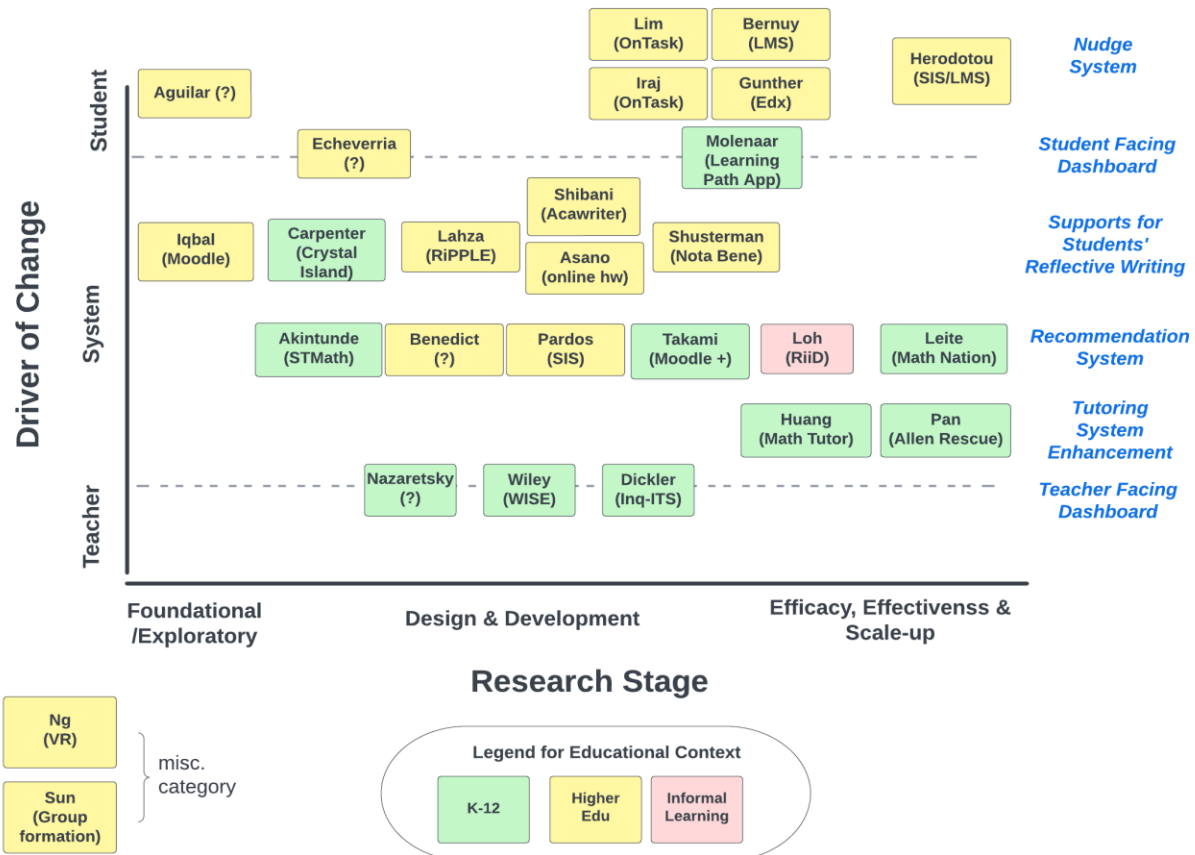 Lim
(OnTask)
Bernuy
(LMS)
Herodotou
(SIS/LMS)
Nudge
System
Aguilar (?)
Iraj
(OnTask)
Gunther
(Edx)
Student
Echeverria
(?)
Molenaar
(Learning
Path App)
Student Facing
Dashboard
Shibani
(Acawriter)
Iqbal
(Moodle)
Carpenter
(Crystal
Island)
Lahza
(RiPPLE)
Asano
(online hw)
Shusterman
(Nota Bene)
Supports for
Students'
Reflective Writing
Driver of Change
System
Akintunde
(STMath)
Benedict
(?)
Pardos
(SIS)
Takami
(Moodle +)
Loh
(RiiD)
Leite
(Math Nation)
Recommendation
System
Huang
(Math Tutor)
Pan
(Allen Rescue)
Tutoring
System
Enhancement
Teacher
Nazaretsky
(?)
Wiley
(WISE)
Dickler
(Inq-ITS)
Teacher Facing
Dashboard
Foundational
/Exploratory
Design & Development
Efficacy, Effectivenss &
Scale-up
Research Stage
Ng
(VR)
Sun
(Group
formation)
misc.
category
Legend for Educational Context
K-12
Higher
Edu
Informal
Learning